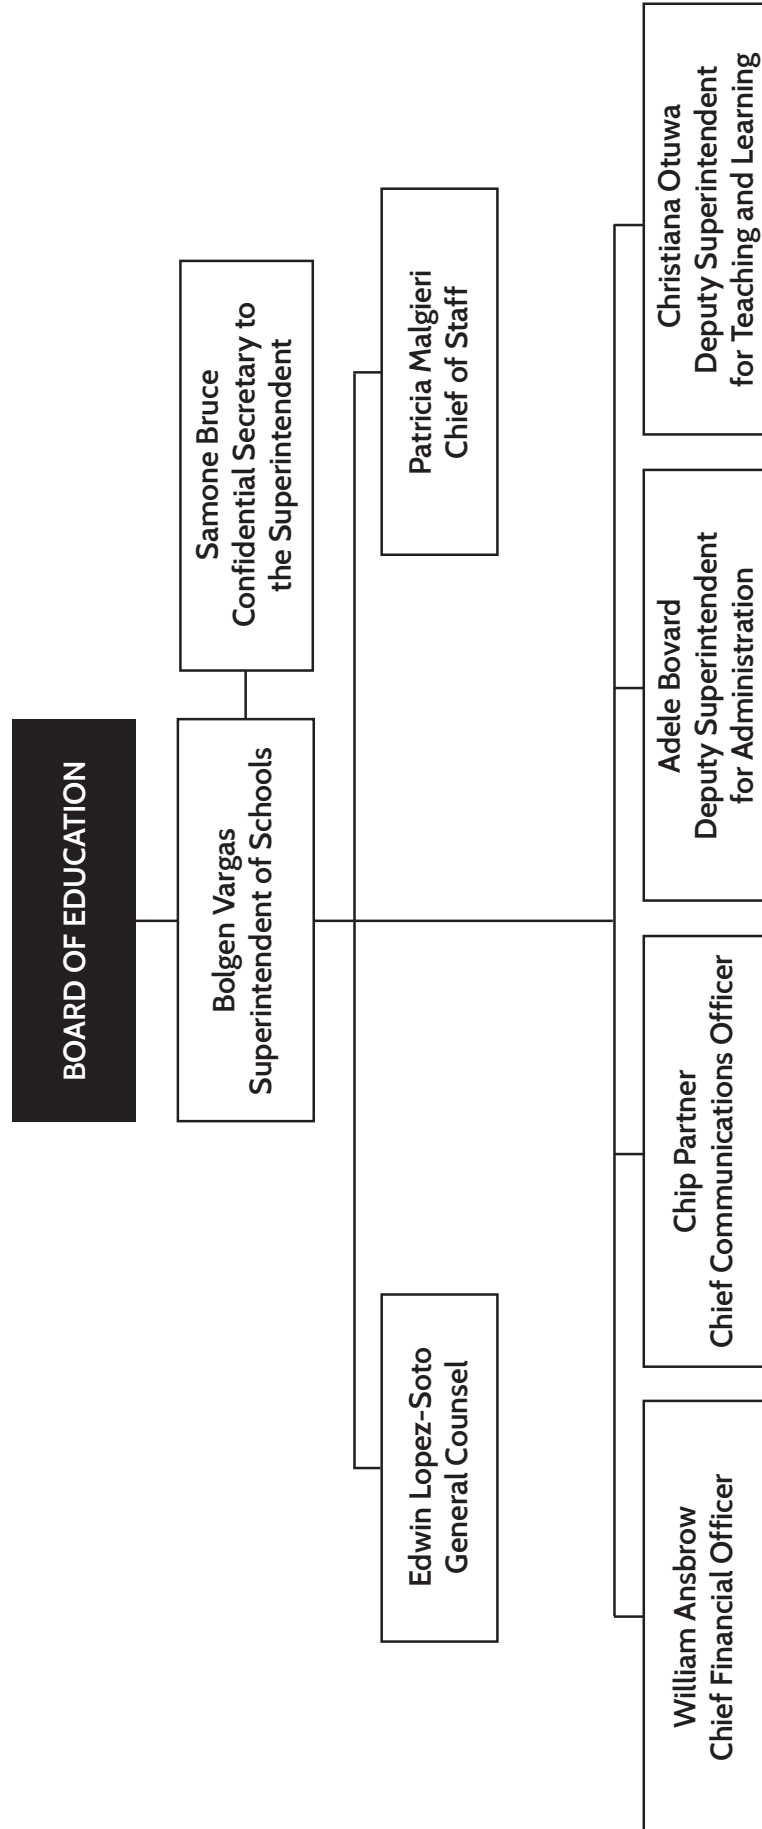 BOARD OF EDUCATION
Bolgen Vargas
Superintendent of Schools
Samone Bruce
Confidential Secretary to
the Superintendent
Edwin Lopez-Soto
General Counsel
Patricia Malgieri
Chief of Staff
William Ansbrow
Chief Financial Officer
Chip Partner
Chief Communications Officer
Adele Bovard
Deputy Superintendent
for Administration
Christiana Otuwa
Deputy Superintendent
for Teaching and Learning